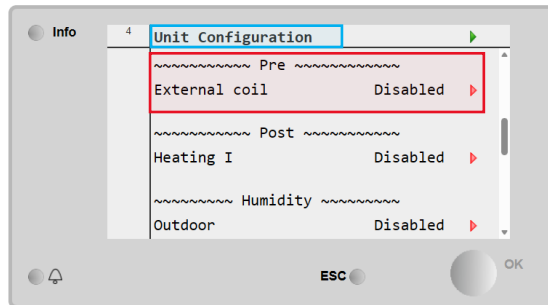 Info
4 Unit Configuration
~~~~~~~~~~~ Pre ~~~~~~~~~~~~
External coil Disabled
~~~~~~~~~~~ Post ~~~~~~~~~~~
Heating I Disabled
~~~~~~~~~ Humidity ~~~~~~~~~
Outdoor Disabled
ESC
OK